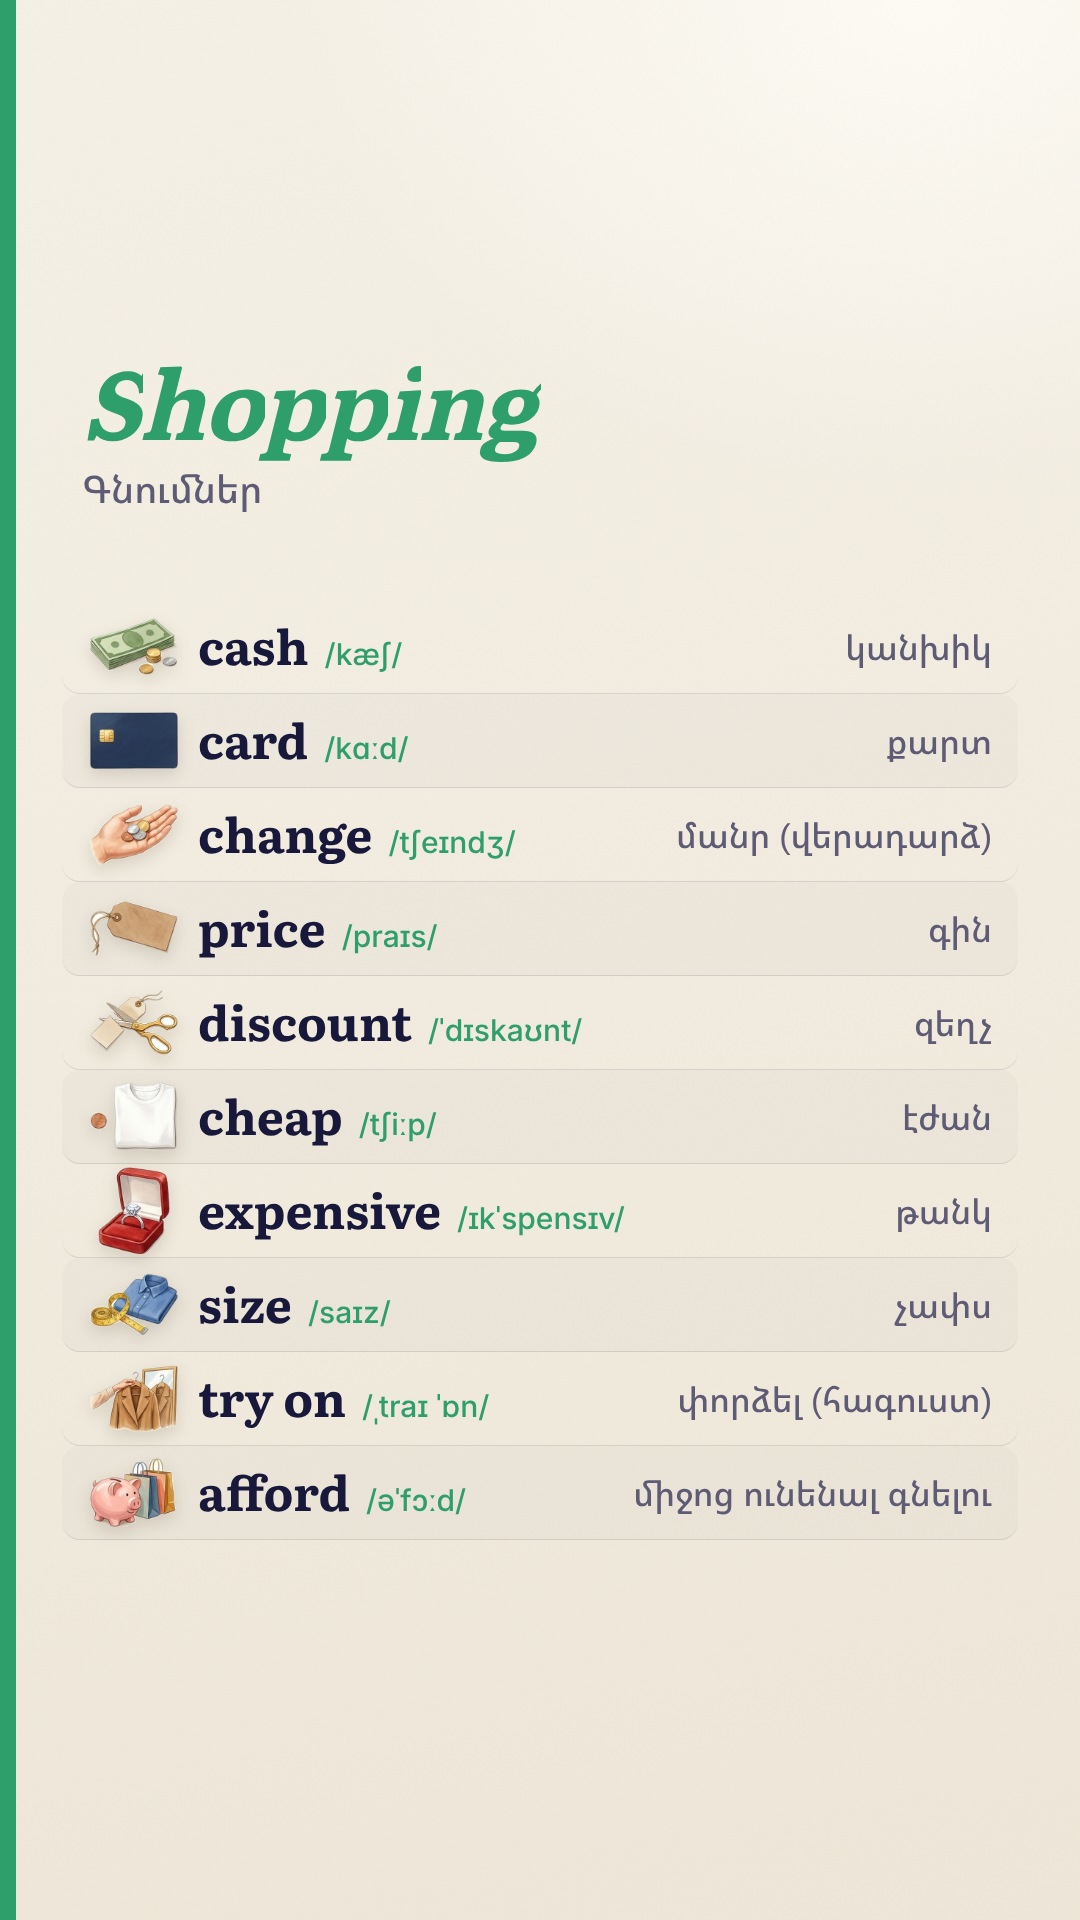 Shopping
Գնումներ
cash /kæʃ/ կանխիկ
card /kɑːd/ քարտ
change /tʃeɪndʒ/ մանր (վերադարձ)
price /praɪs/ գին
discount /ˈdɪskaʊnt/ զեղչ
cheap /tʃiːp/ էժան
expensive /ɪkˈspensɪv/ թանկ
size /saɪz/ չափս
try on /ˌtraɪ ˈɒn/ փորձել (հագուստ)
afford /əˈfɔːd/ միջոց ունենալ գնելու